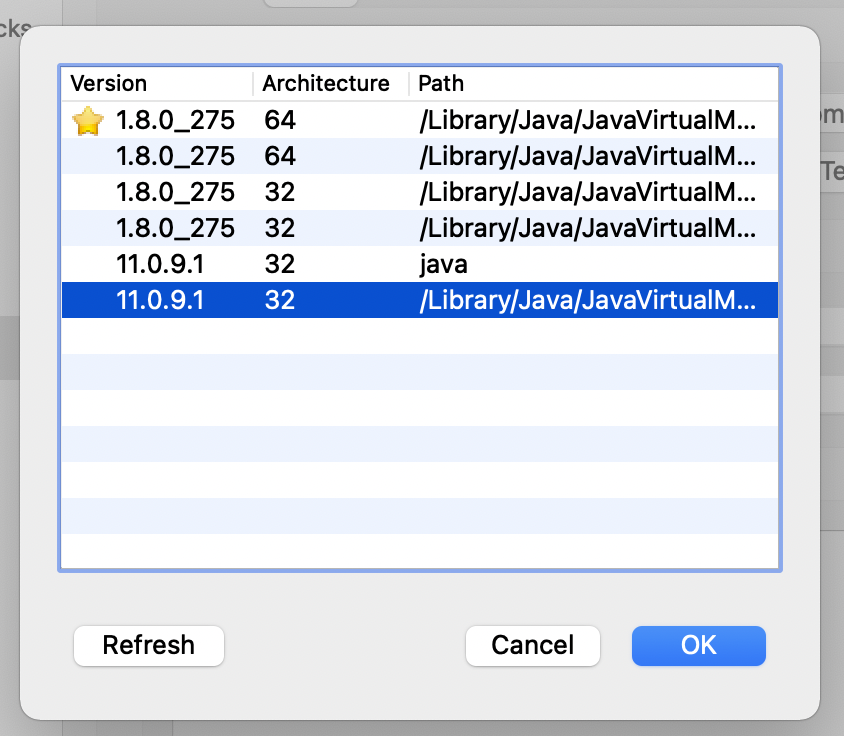 cks
Version Architecture Path
1.8.0_275 64 /Library/Java/JavaVirtualM...
1.8.0_275 64 /Library/Java/JavaVirtualM...
1.8.0_275 32 /Library/Java/JavaVirtualM...
1.8.0_275 32 /Library/Java/JavaVirtualM...
11.0.9.1 32 java
11.0.9.1 32 /Library/Java/JavaVirtualM...
om
Te
Refresh Cancel OK